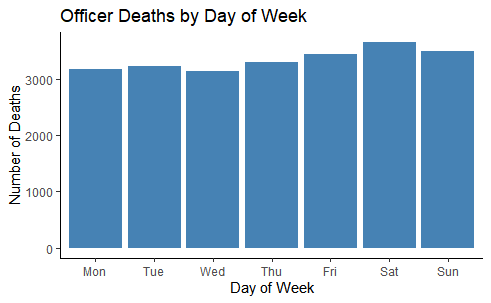 Officer Deaths by Day of Week
Number of Deaths
3000
2000
1000
0
Mon Tue Wed Thu Fri Sat Sun
Day of Week